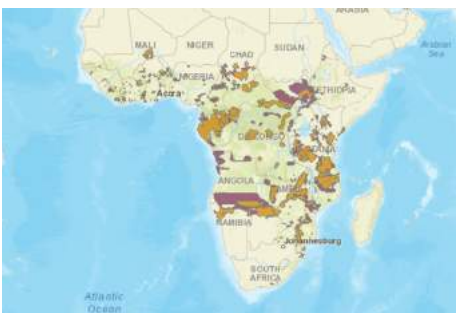 ARABIA
MALI
NIGER
CHAD
SUDAN
Arabian
Sea
NIGERIA
ETHIOPIA
Accra
DR CONGO
ANGOLA
NAMIBIA
Johannesburg
SOUTH
AFRICA
Atlantic
Ocean